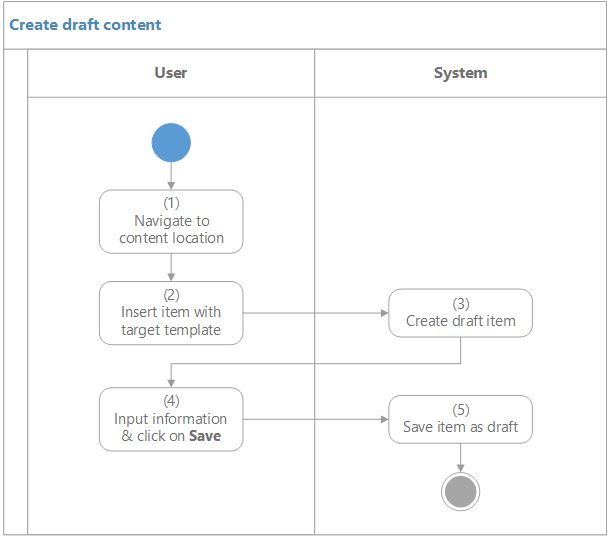 Create draft content
User
System
(1)
Navigate to
content location
(2)
Insert item with
target template
(3)
Create draft item
(4)
Input information
& click on Save
(5)
Save item as draft